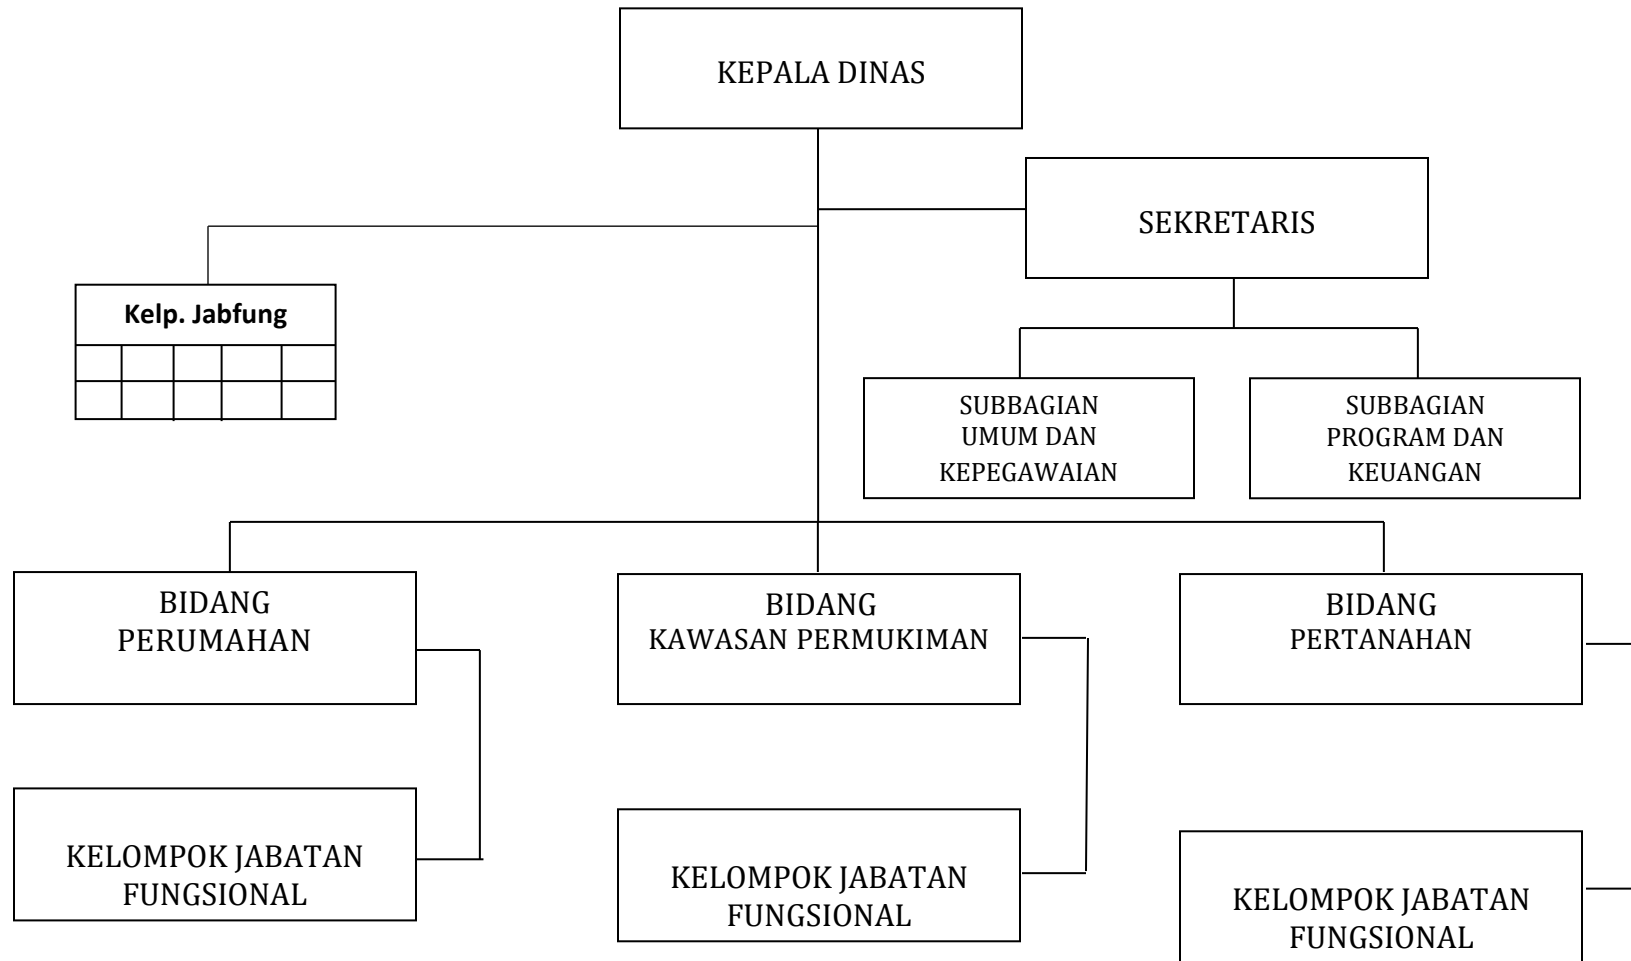 KEPALA DINAS
SEKRETARIS
Kelp. Jabfung
SUBBAGIAN
UMUM DAN
KEPEGAWAIAN
SUBBAGIAN
PROGRAM DAN
KEUANGAN
BIDANG
PERUMAHAN
BIDANG
KAWASAN PERMUKIMAN
BIDANG
PERTANAHAN
KELOMPOK JABATAN
FUNGSIONAL
KELOMPOK JABATAN
FUNGSIONAL
KELOMPOK JABATAN
FUNGSIONAL